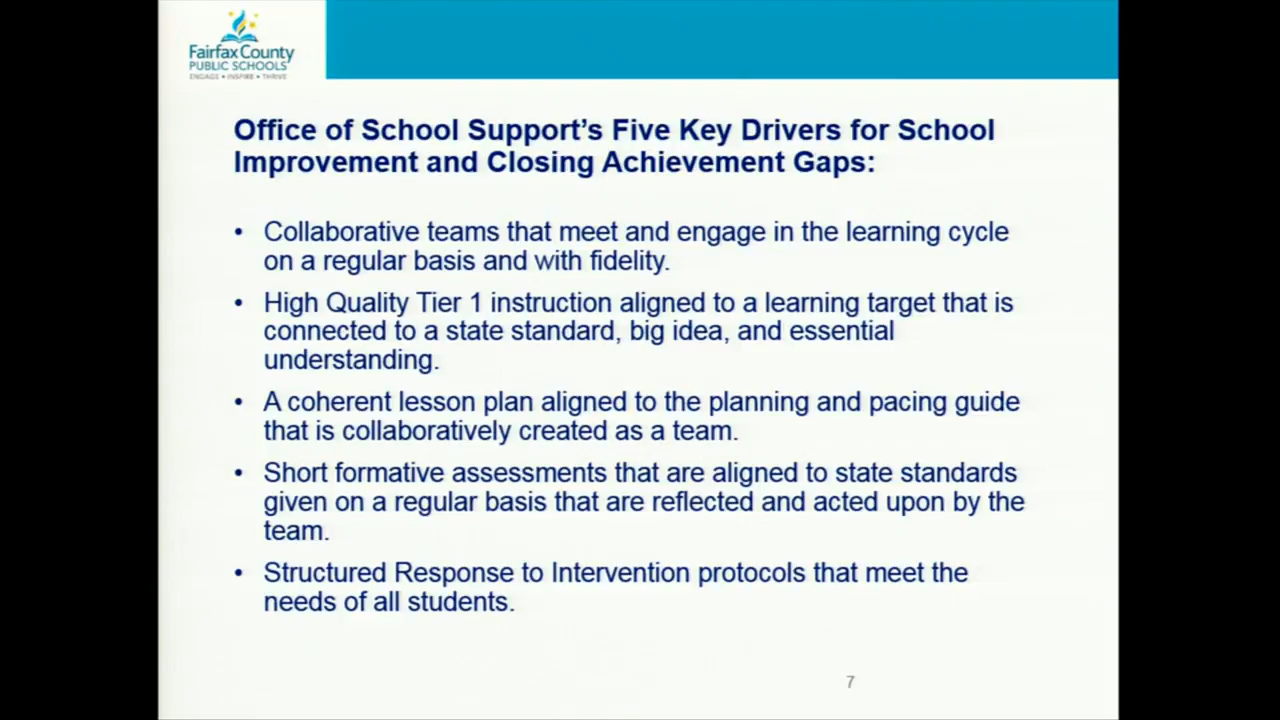 Fairfax County
PUBLIC SCHOOLS
ENGAGE • INSPIRE • THRIVE
Office of School Support’s Five Key Drivers for School
Improvement and Closing Achievement Gaps:
• Collaborative teams that meet and engage in the learning cycle
on a regular basis and with fidelity.
• High Quality Tier 1 instruction aligned to a learning target that is
connected to a state standard, big idea, and essential
understanding.
• A coherent lesson plan aligned to the planning and pacing guide
that is collaboratively created as a team.
• Short formative assessments that are aligned to state standards
given on a regular basis that are reflected and acted upon by the
team.
• Structured Response to Intervention protocols that meet the
needs of all students.
7